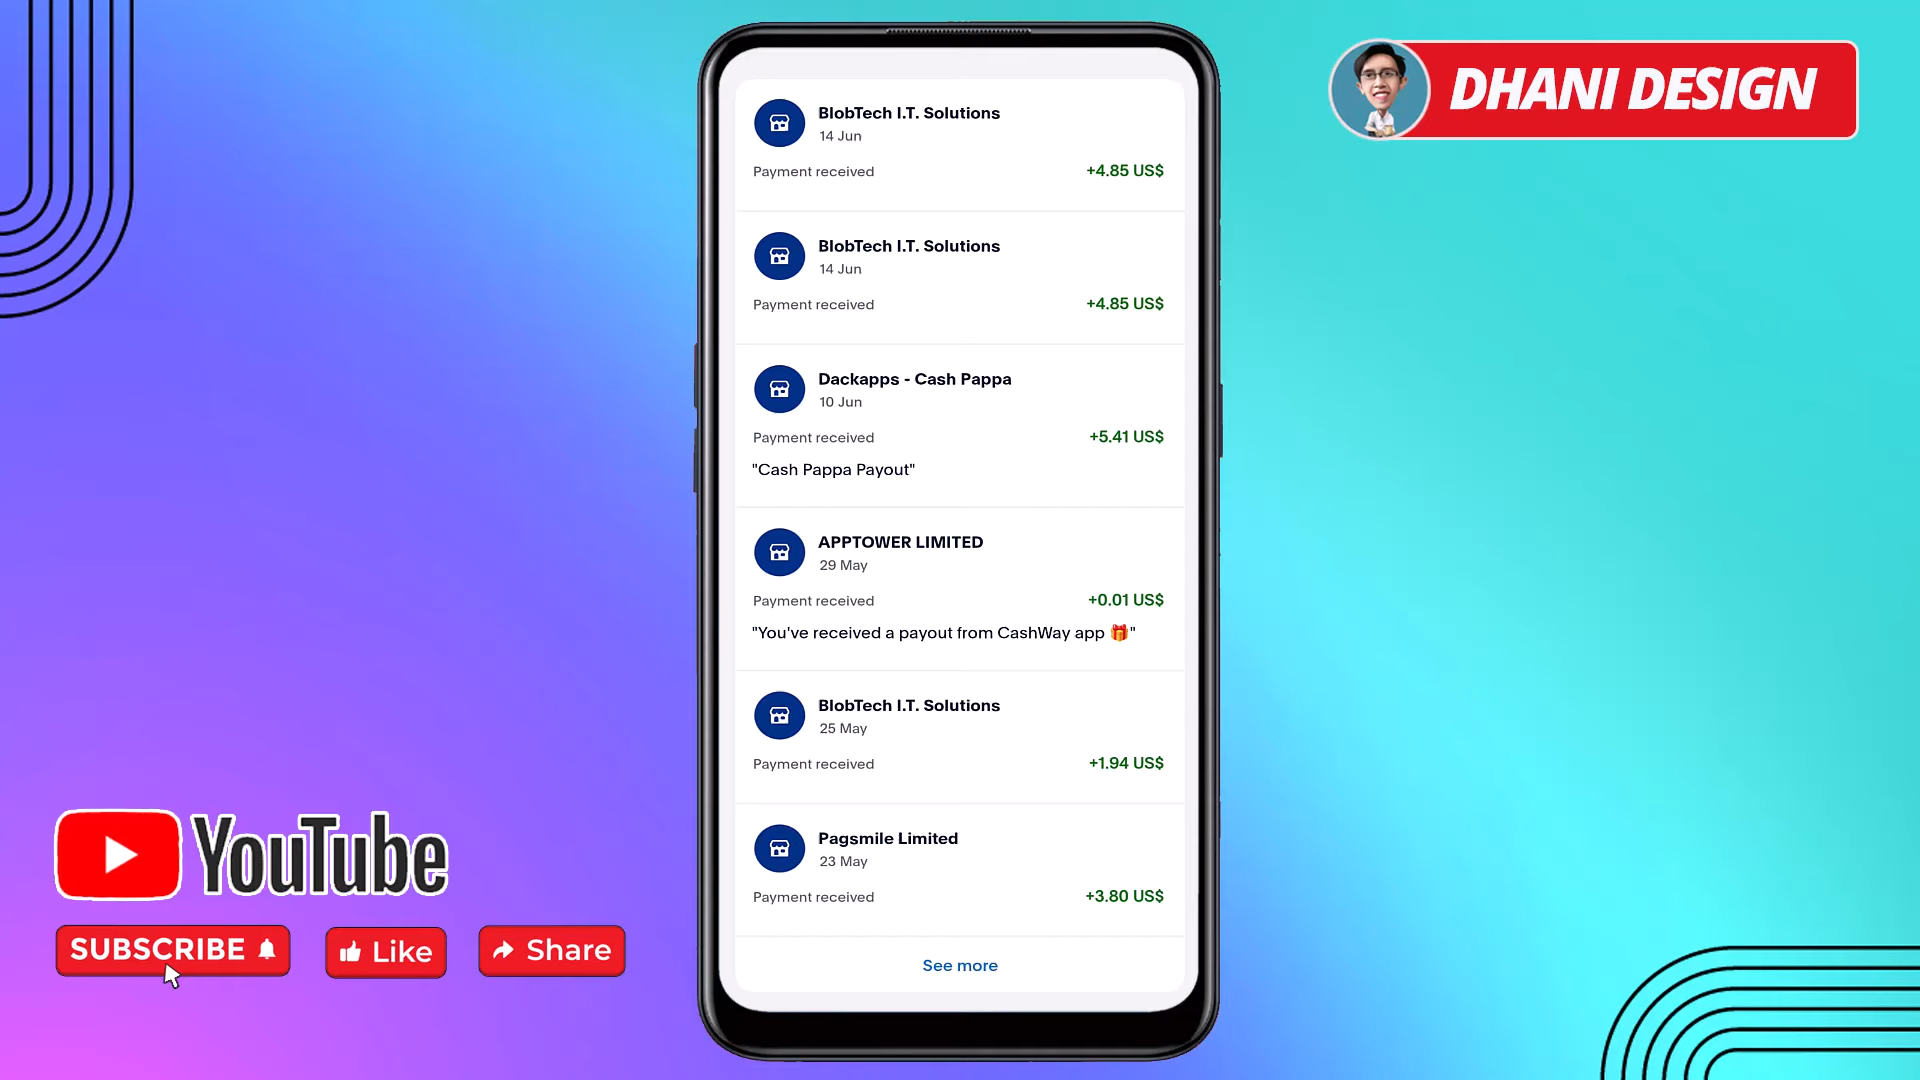 DHANI DESIGN
BlobTech I.T. Solutions
14 Jun
Payment received +4.85 US$
BlobTech I.T. Solutions
14 Jun
Payment received +4.85 US$
Dackapps - Cash Pappa
10 Jun
Payment received +5.41 US$
"Cash Pappa Payout"
APPTOWER LIMITED
29 May
Payment received +0.01 US$
"You've received a payout from CashWay app 🎁"
BlobTech I.T. Solutions
25 May
Payment received +1.94 US$
Pagsmile Limited
23 May
Payment received +3.80 US$
See more
YouTube
SUBSCRIBE Like Share